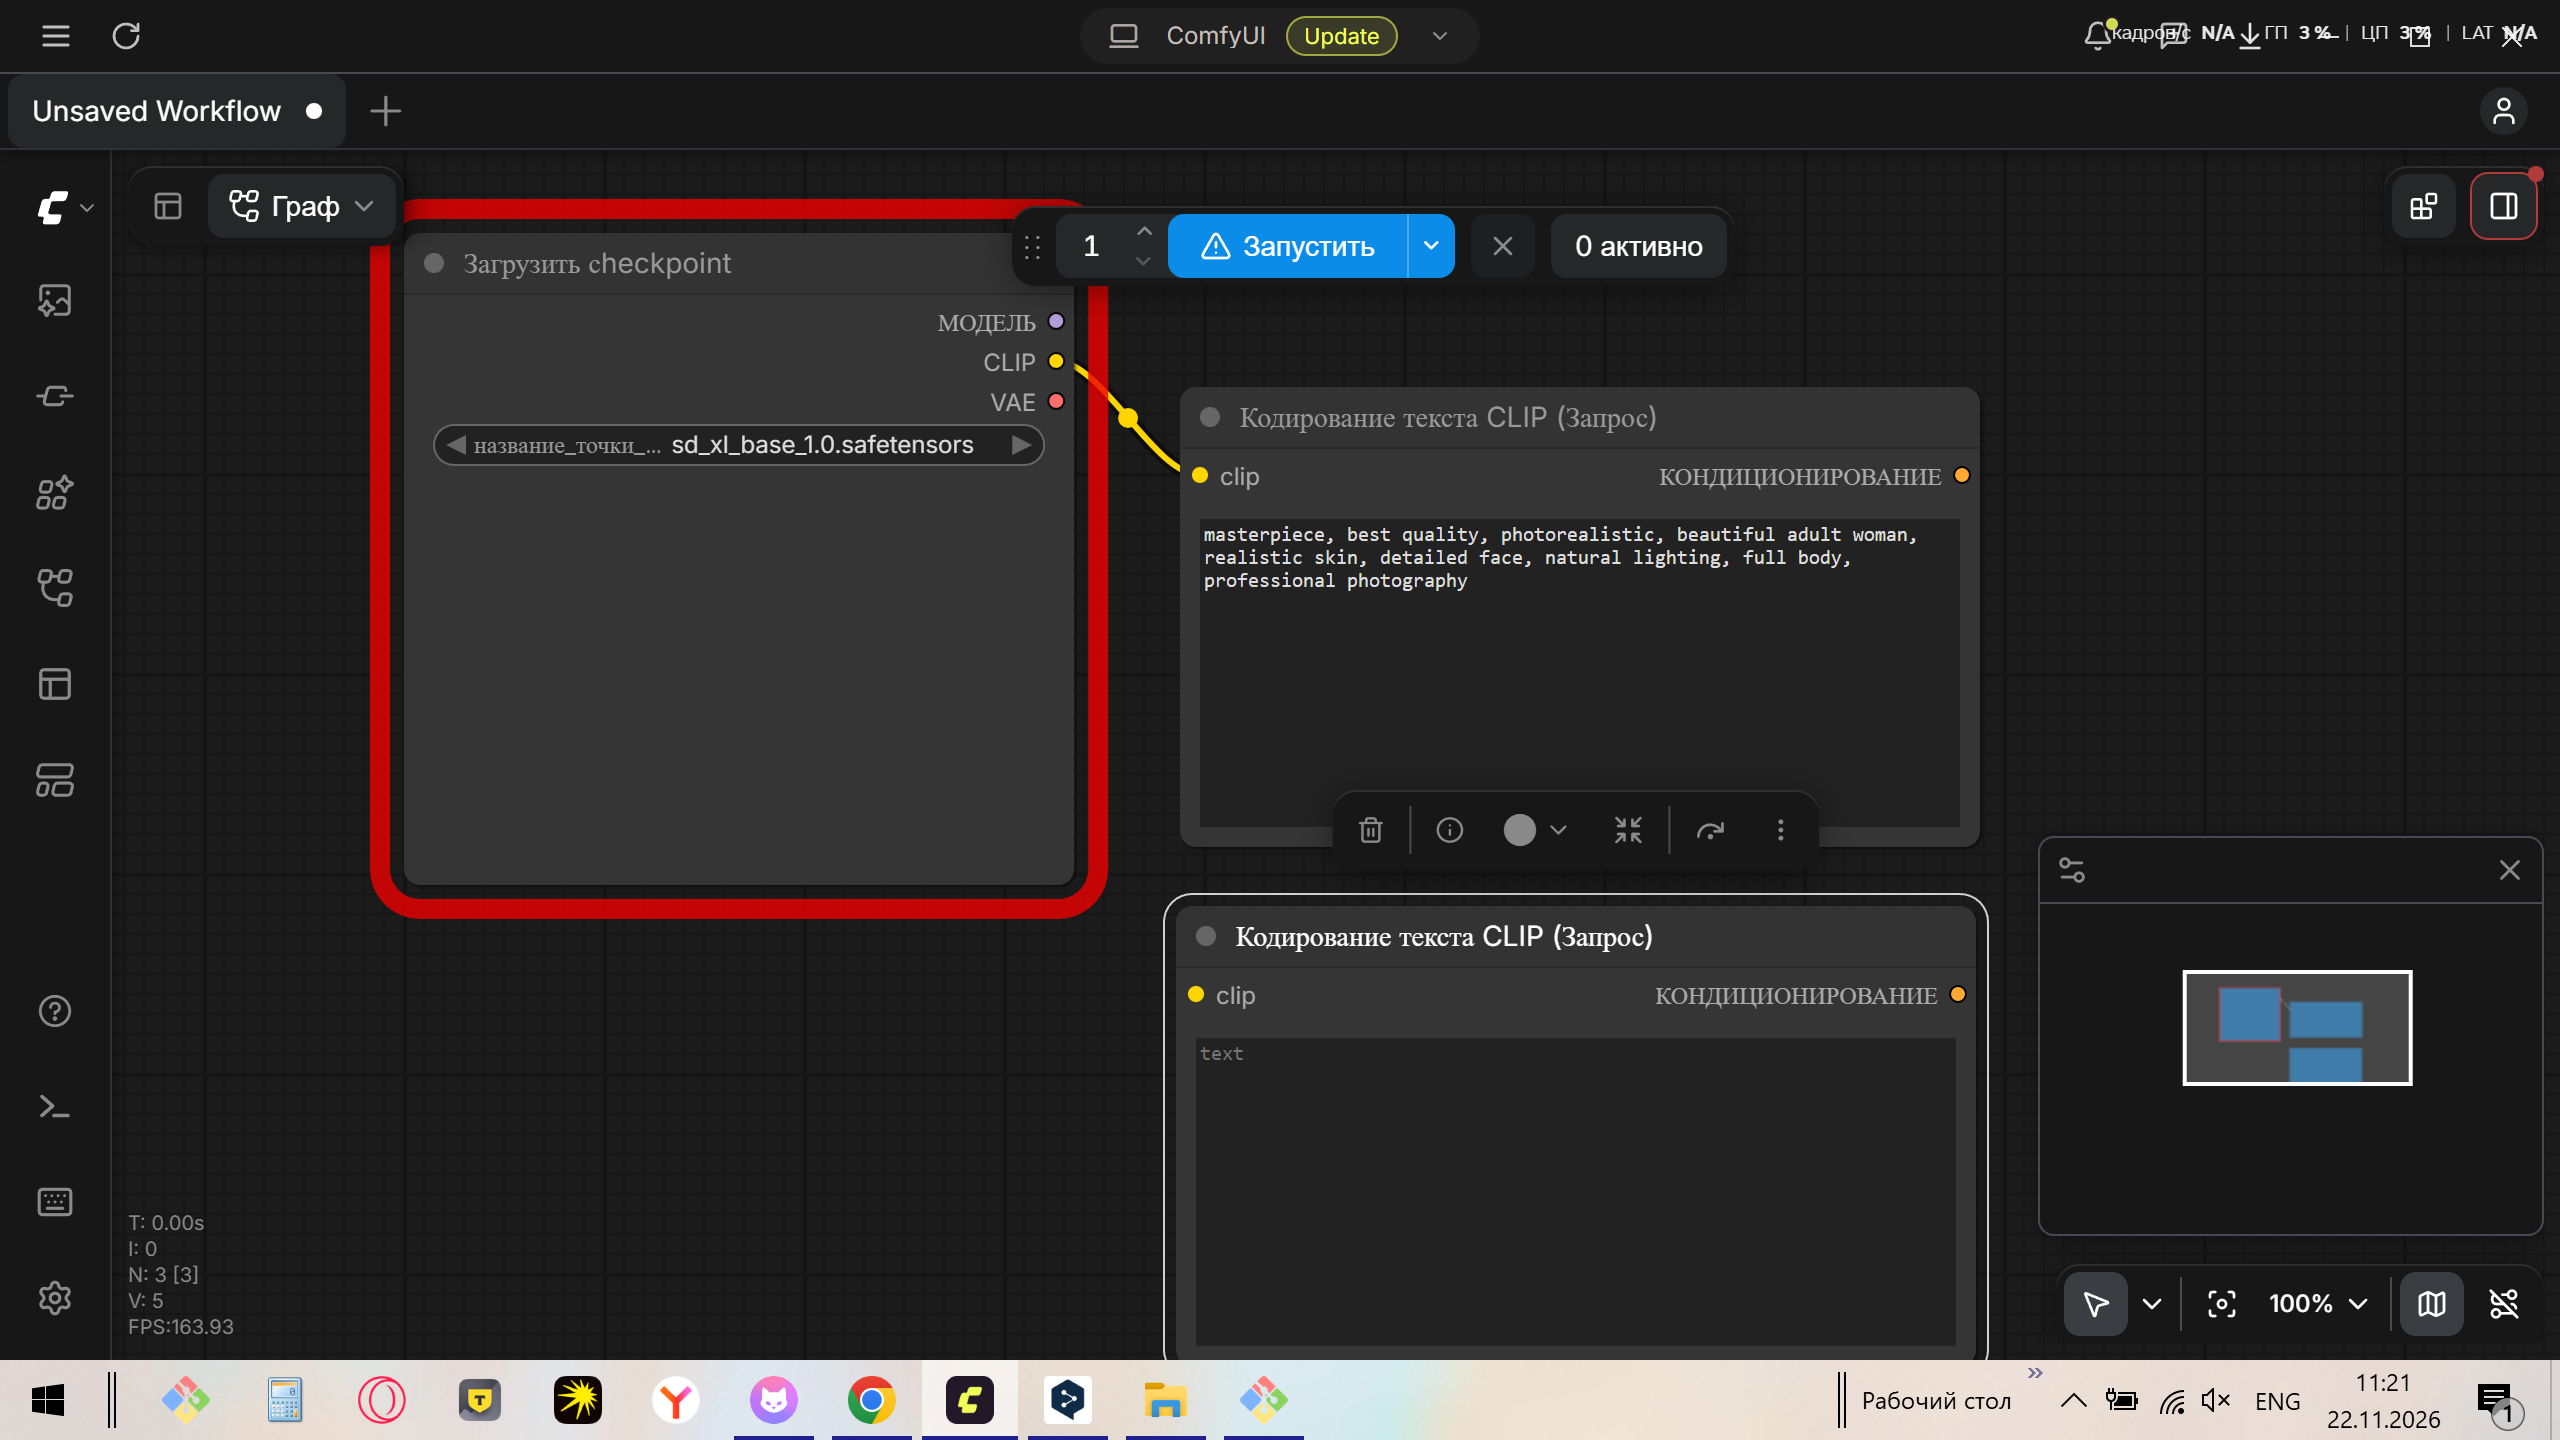 ComfyUI
Update
кадров/с N/A ГП 3 % | ЦП 3 % | LAT N/A
Unsaved Workflow
Граф
1
Запустить
0 активно
Загрузить checkpoint
МОДЕЛЬ
CLIP
VAE
название_точки_... sd_xl_base_1.0.safetensors
Кодирование текста CLIP (Запрос)
clip КОНДИЦИОНИРОВАНИЕ
masterpiece, best quality, photorealistic, beautiful adult woman,
realistic skin, detailed face, natural lighting, full body,
professional photography
Кодирование текста CLIP (Запрос)
clip КОНДИЦИОНИРОВАНИЕ
text
T: 0.00s
I: 0
N: 3 [3]
V: 5
FPS:163.93
100%
Рабочий стол
ENG
11:21
22.11.2026
1